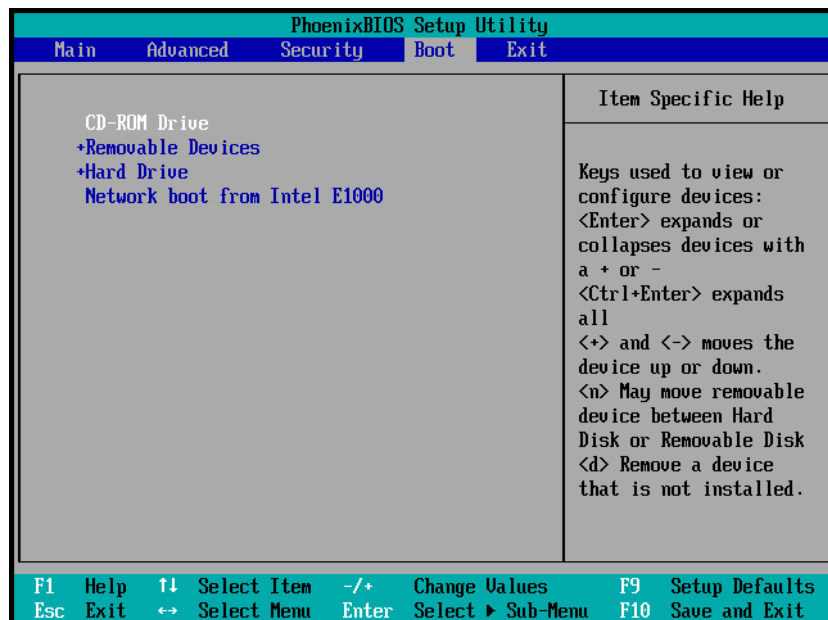 PhoenixBIOS Setup Utility
Main Advanced Security Boot Exit
CD-ROM Drive
+Removable Devices
+Hard Drive
Network boot from Intel E1000
Item Specific Help
Keys used to view or
configure devices:
<Enter> expands or
collapses devices with
a + or -
<Ctrl+Enter> expands
all
<+> and <-> moves the
device up or down.
<n> May move removable
device between Hard
Disk or Removable Disk
<d> Remove a device
that is not installed.
F1 Help ↑↓ Select Item -/+ Change Values F9 Setup Defaults
Esc Exit ↔ Select Menu Enter Select ▶ Sub-Menu F10 Save and Exit